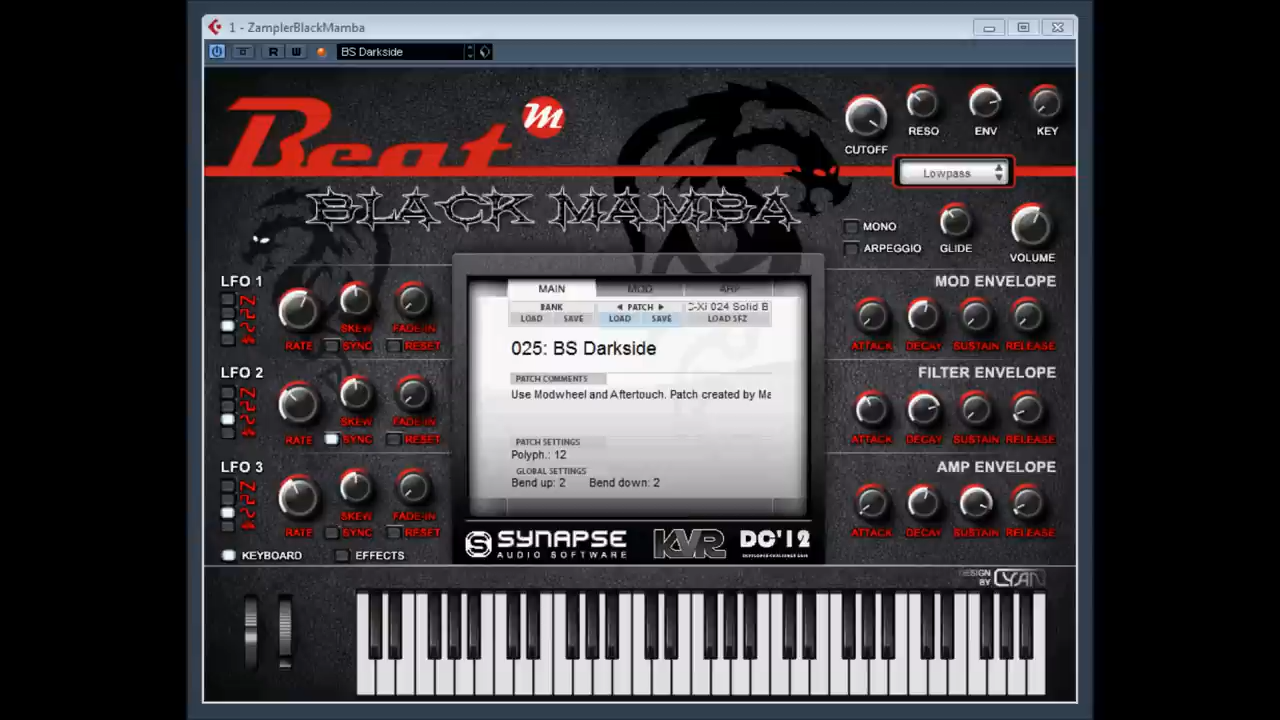 1 - ZamplerBlackMamba
R W BS Darkside
Beat m
CUTOFF RESO ENV KEY
Lowpass
BLACK MAMBA
MONO
ARPEGGIO GLIDE VOLUME
LFO 1
RATE SKEW SYNC FADE-IN RESET
LFO 2
RATE SKEW SYNC FADE-IN RESET
LFO 3
RATE SKEW SYNC FADE-IN RESET
KEYBOARD EFFECTS
MAIN MOD ARP
BANK PATCH C-Xi 024 Solid B
LOAD SAVE LOAD SAVE LOAD SFZ
025: BS Darkside
PATCH COMMENTS
Use Modwheel and Aftertouch. Patch created by Ma
PATCH SETTINGS
Polyph.: 12
GLOBAL SETTINGS
Bend up: 2 Bend down: 2
SYNAPSE
AUDIO SOFTWARE
KVR
DC'12
MOD ENVELOPE
ATTACK DECAY SUSTAIN RELEASE
FILTER ENVELOPE
ATTACK DECAY SUSTAIN RELEASE
AMP ENVELOPE
ATTACK DECAY SUSTAIN RELEASE
DESIGN
BY CYAN